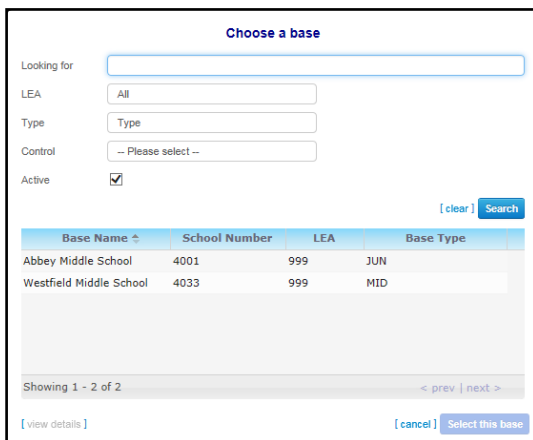 Choose a base
Looking for
LEA All
Type Type
Control -- Please select --
Active
[ clear ] Search
Base Name School Number LEA Base Type
Abbey Middle School 4001 999 JUN
Westfield Middle School 4033 999 MID
Showing 1 - 2 of 2 < prev | next >
[ view details ] [ cancel ] Select this base